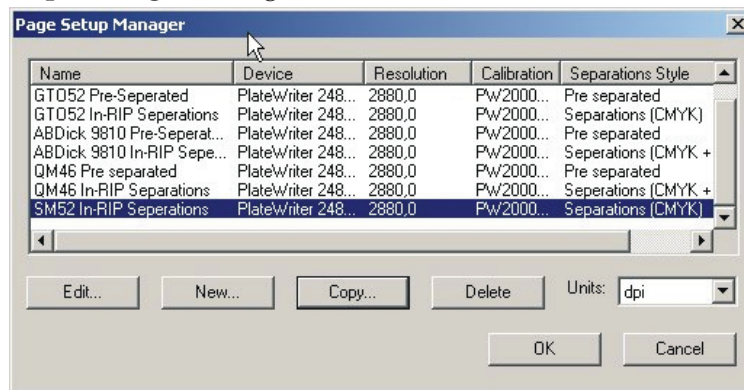 Page Setup Manager
Name Device Resolution Calibration Separations Style
GTO52 Pre-Seperated PlateWriter 248... 2880,0 PW2000... Pre separated
GTO52 In-RIP Seperations PlateWriter 248... 2880,0 PW2000... Separations (CMYK)
ABDick 9810 Pre-Seperat... PlateWriter 248... 2880,0 PW2000... Pre separated
ABDick 9810 In-RIP Sepe... PlateWriter 248... 2880,0 PW2000... Seperations (CMYK +
QM46 Pre separated PlateWriter 248... 2880,0 PW2000... Pre separated
QM46 In-RIP Separations PlateWriter 248... 2880,0 PW2000... Seperations (CMYK +
SM52 In-RIP Seperations PlateWriter 248... 2880,0 PW2000... Separations (CMYK)
Edit... New... Copy... Delete Units: dpi
OK Cancel